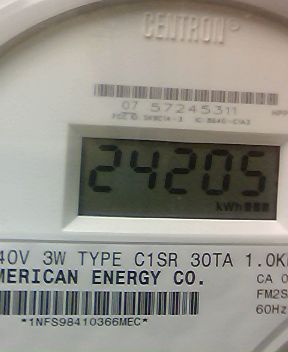 CENTRON®
07 57245311
24205
kWh
40V 3W TYPE C1SR 30TA 1.0K
MERICAN ENERGY CO.
CA 0
FM2S
60Hz
*1NFS98410366MEC*